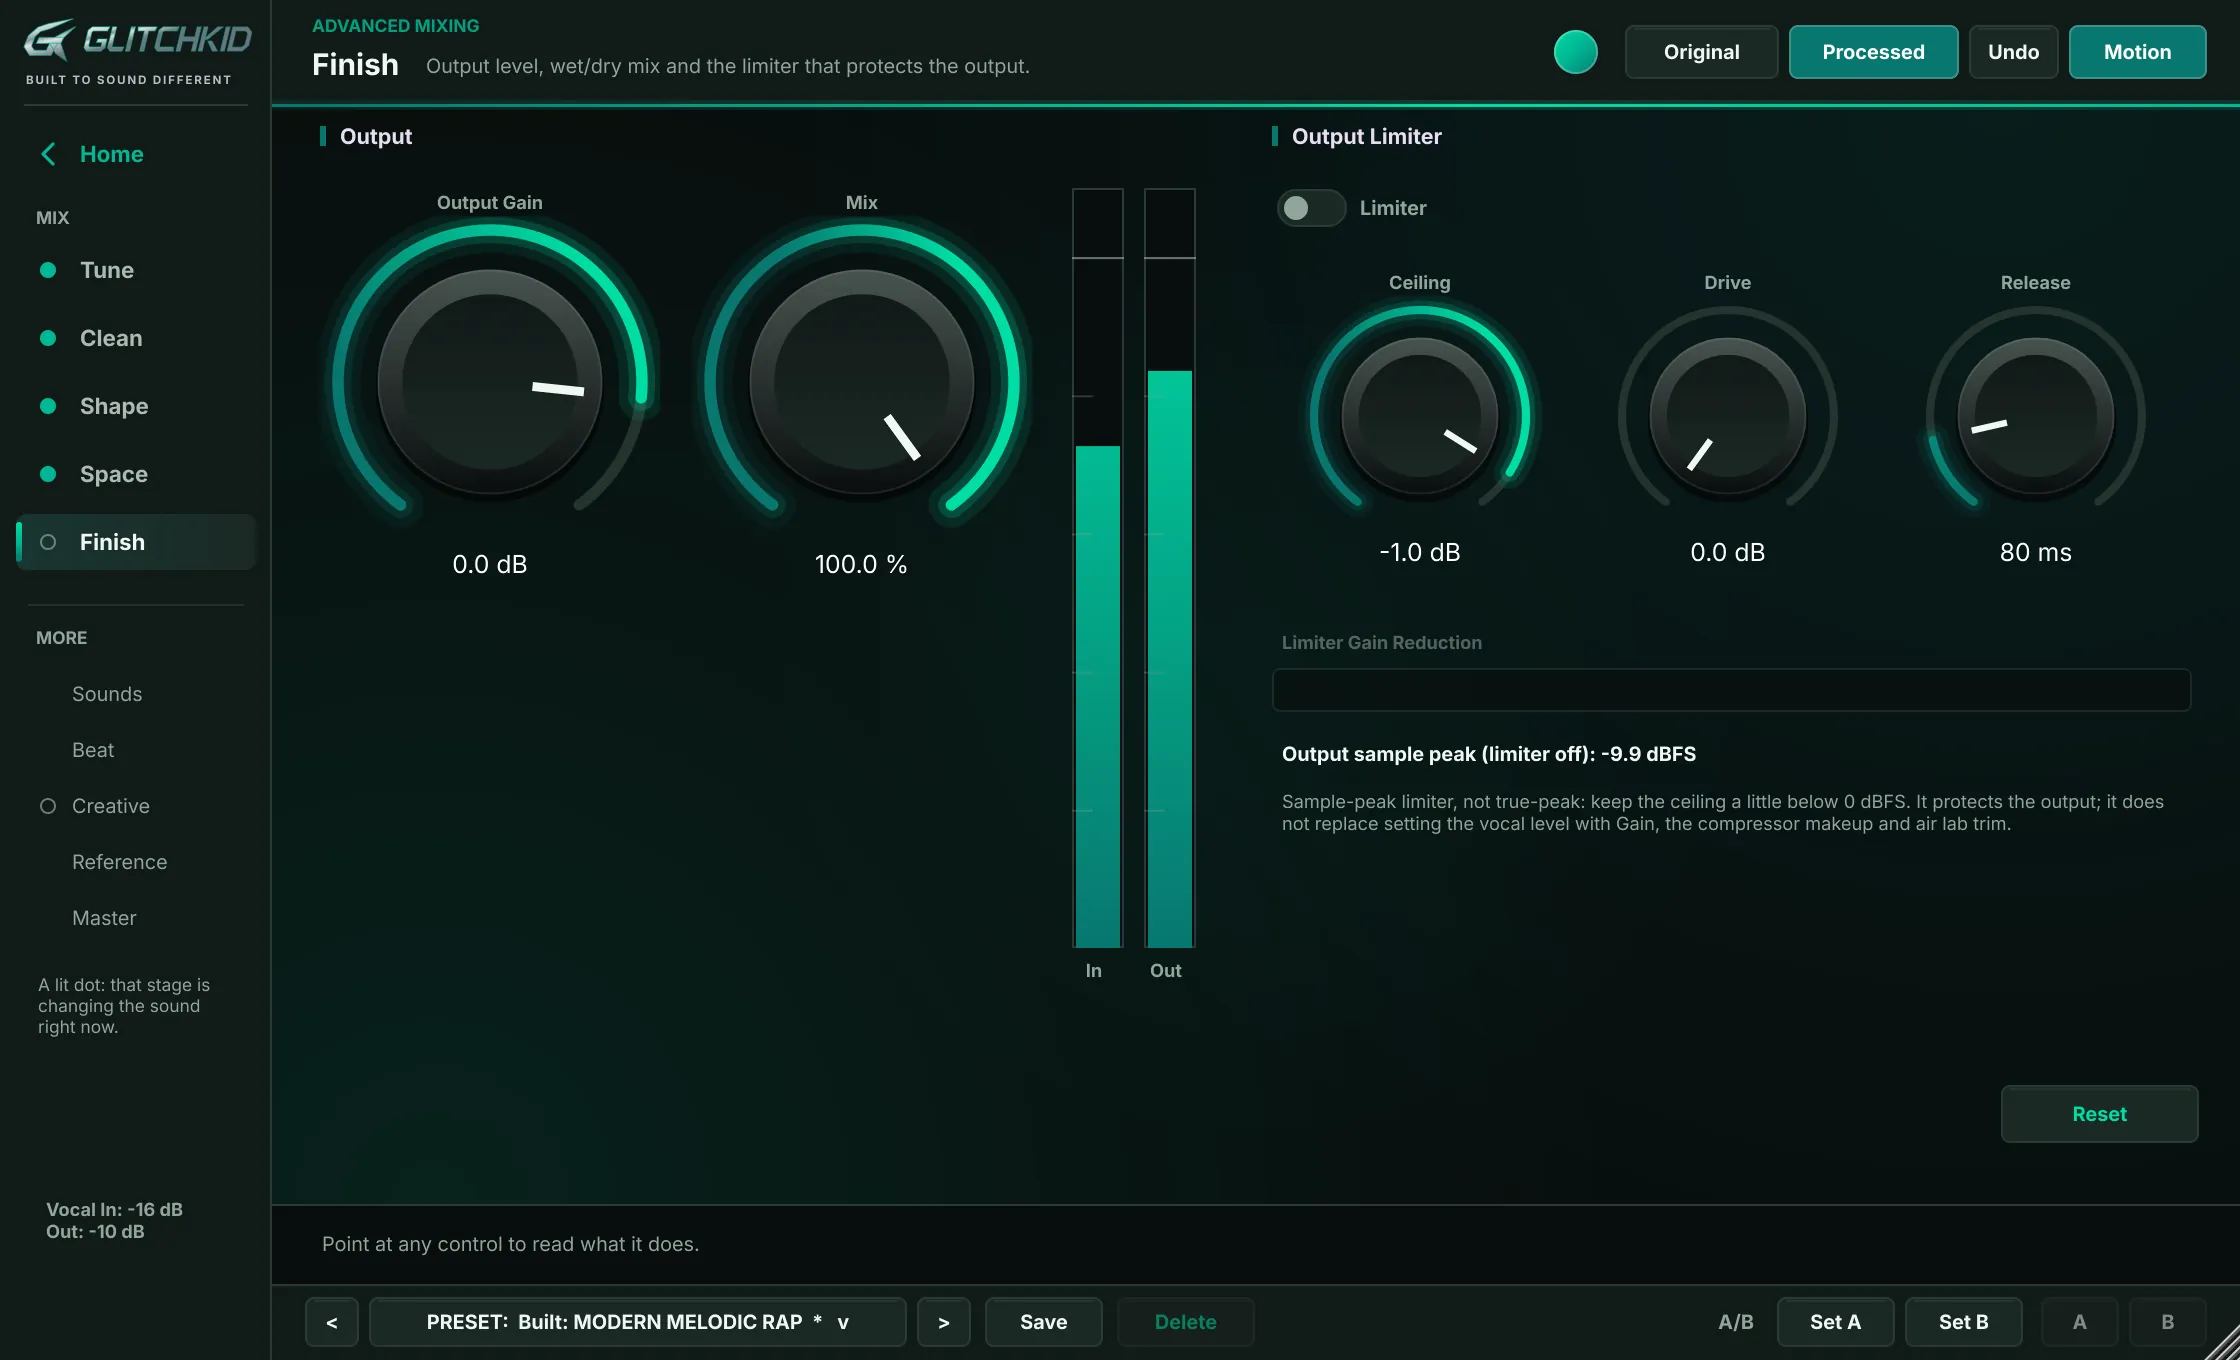 GLITCHKID
BUILT TO SOUND DIFFERENT
Home
MIX
Tune
Clean
Shape
Space
Finish
MORE
Sounds
Beat
Creative
Reference
Master
A lit dot: that stage is
changing the sound
right now.
Vocal In: -16 dB
Out: -10 dB
ADVANCED MIXING
Finish Output level, wet/dry mix and the limiter that protects the output.
Original Processed Undo Motion
Output
Output Gain Mix
0.0 dB 100.0 %
In Out
Output Limiter
Limiter
Ceiling Drive Release
-1.0 dB 0.0 dB 80 ms
Limiter Gain Reduction
Output sample peak (limiter off): -9.9 dBFS
Sample-peak limiter, not true-peak: keep the ceiling a little below 0 dBFS. It protects the output; it does
not replace setting the vocal level with Gain, the compressor makeup and air lab trim.
Reset
Point at any control to read what it does.
< PRESET: Built: MODERN MELODIC RAP * v > Save Delete A/B Set A Set B A B